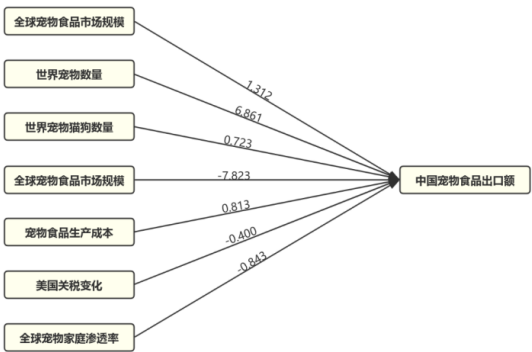 全球宠物食品市场规模
1.312
世界宠物数量
6.861
世界宠物猫狗数量
0.723
全球宠物食品市场规模
-7.823
中国宠物食品出口额
宠物食品生产成本
0.813
美国关税变化
-0.400
全球宠物家庭渗透率
-0.843